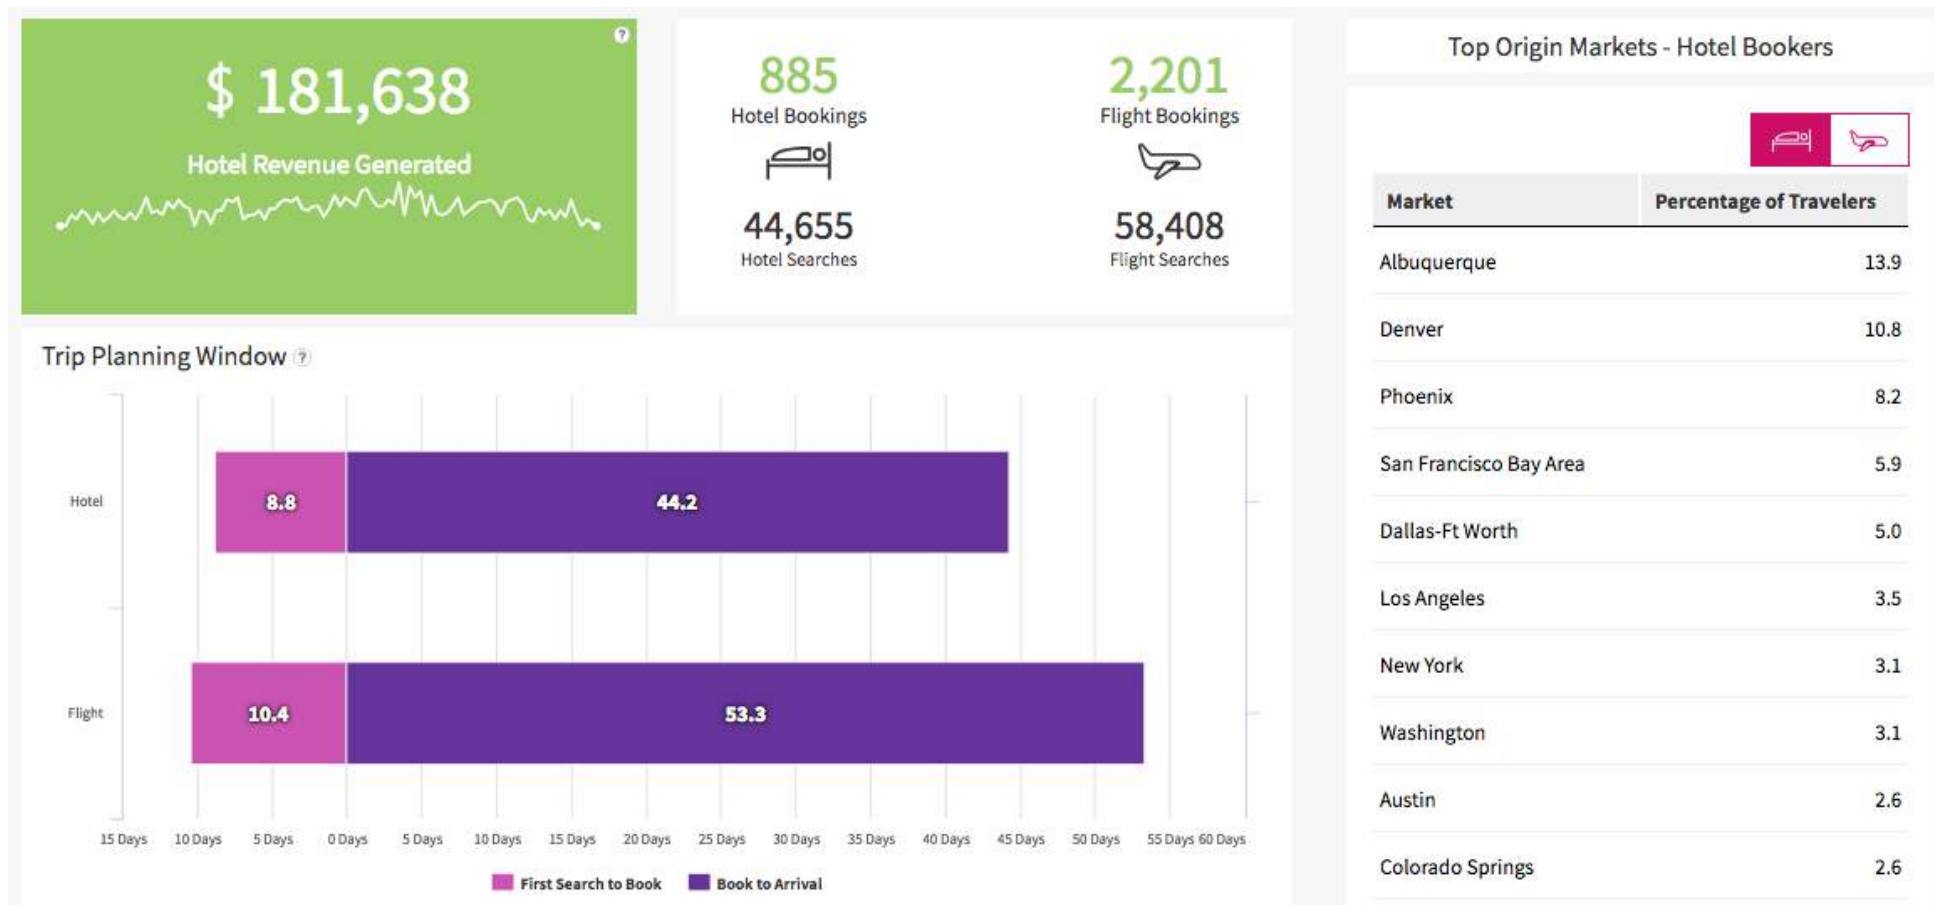 $ 181,638
Hotel Revenue Generated
?
885
Hotel Bookings
44,655
Hotel Searches
2,201
Flight Bookings
58,408
Flight Searches
Trip Planning Window ?
Hotel
8.8
44.2
Flight
10.4
53.3
15 Days 10 Days 5 Days 0 Days 5 Days 10 Days 15 Days 20 Days 25 Days 30 Days 35 Days 40 Days 45 Days 50 Days 55 Days 60 Days
First Search to Book Book to Arrival
Top Origin Markets - Hotel Bookers
Market Percentage of Travelers
Albuquerque 13.9
Denver 10.8
Phoenix 8.2
San Francisco Bay Area 5.9
Dallas-Ft Worth 5.0
Los Angeles 3.5
New York 3.1
Washington 3.1
Austin 2.6
Colorado Springs 2.6